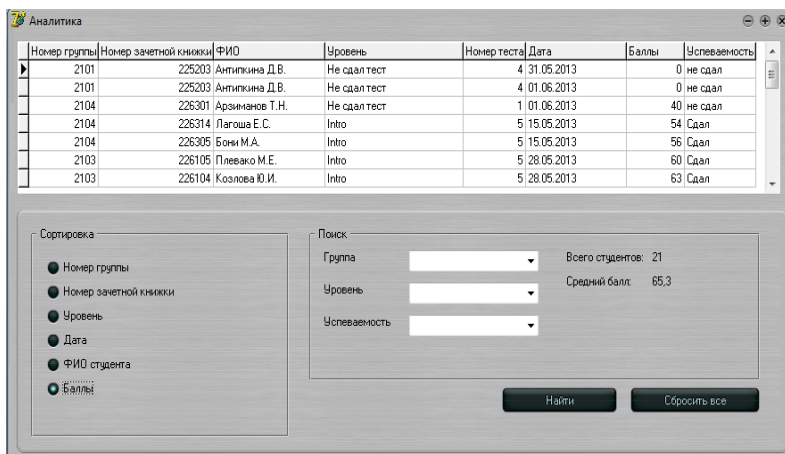 Аналитика
Номер группы Номер зачетной книжки ФИО Уровень Номер теста Дата Баллы Успеваемость
2101 225203 Антипкина Д.В. Не сдал тест 4 31.05.2013 0 не сдал
2101 225203 Антипкина Д.В. Не сдал тест 4 01.06.2013 0 не сдал
2104 226301 Арзиманов Т.Н. Не сдал тест 1 01.06.2013 40 не сдал
2104 226314 Лагоша Е.С. Intro 5 15.05.2013 54 Сдал
2104 226305 Бони М.А. Intro 5 15.05.2013 56 Сдал
2103 226105 Плевако М.Е. Intro 5 28.05.2013 60 Сдал
2103 226104 Козлова Ю.И. Intro 5 28.05.2013 63 Сдал
Сортировка
Номер группы
Номер зачетной книжки
Уровень
Дата
ФИО студента
Баллы
Поиск
Группа
Уровень
Успеваемость
Всего студентов: 21
Средний балл: 65,3
Найти
Сбросить все